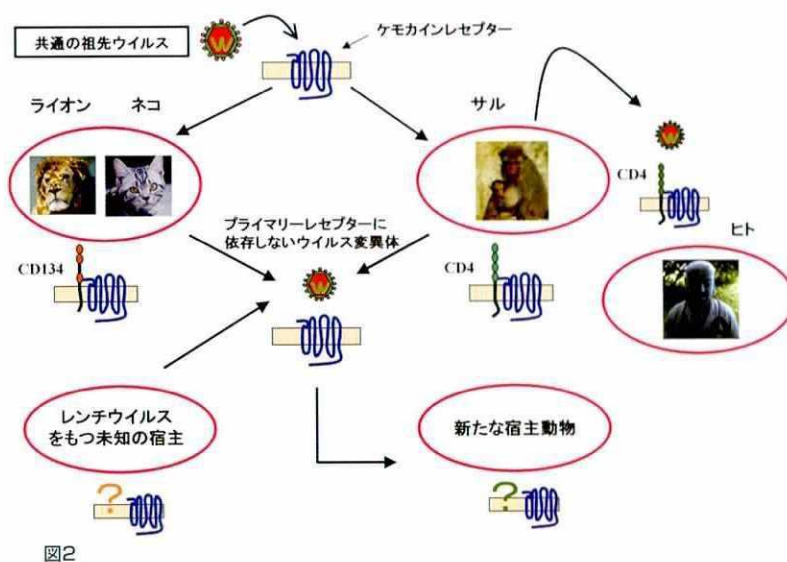 共通の祖先ウイルス
W
ケモカインレセプター
ライオン
ネコ
サル
CD134
プライマリーレセプターに
依存しないウイルス変異体
W
CD4
W
CD4
ヒト
レンチウイルス
をもつ未知の宿主
?
新たな宿主動物
?
図2